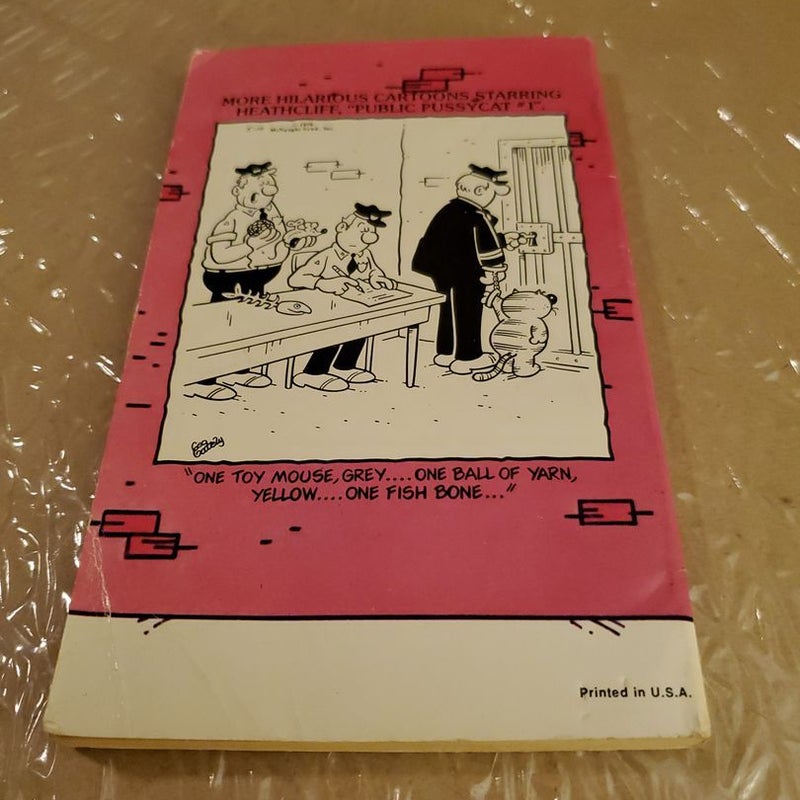 MORE HILARIOUS CARTOONS STARRING
HEATHCLIFF, "PUBLIC PUSSYCAT #1".
"ONE TOY MOUSE, GREY....ONE BALL OF YARN,
YELLOW....ONE FISH BONE..."
Printed in U.S.A.